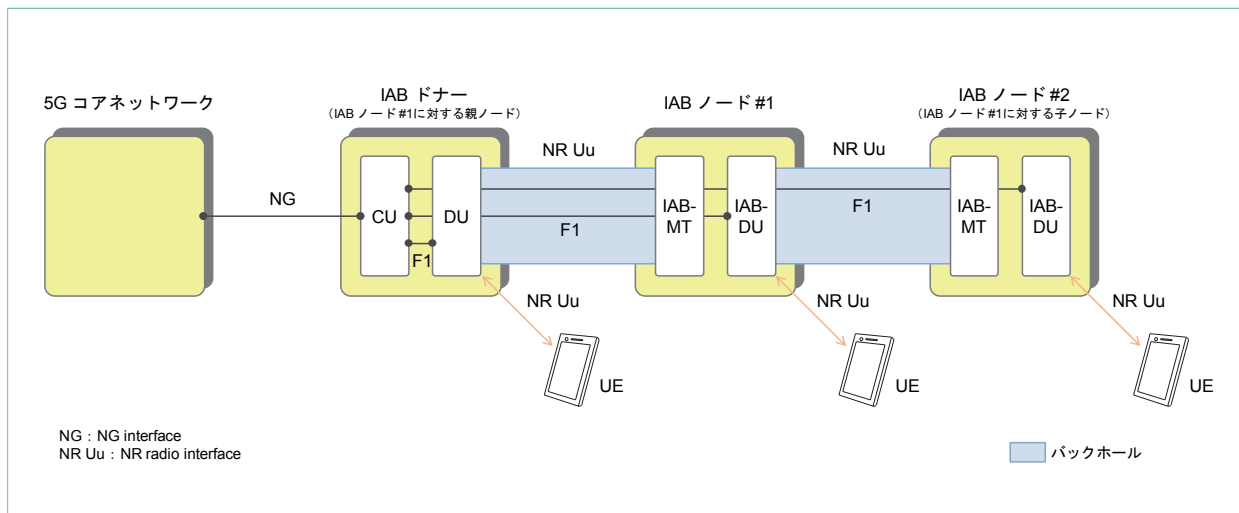 5G コアネットワーク
IAB ドナー
（IAB ノード#1に対する親ノード）
IAB ノード #1
IAB ノード #2
（IAB ノード#1に対する子ノード）
NR Uu
NR Uu
NG
CU
DU
F1
F1
IAB-
MT
IAB-
DU
F1
IAB-
MT
IAB-
DU
NR Uu
NR Uu
NR Uu
UE
UE
UE
NG：NG interface
NR Uu：NR radio interface
バックホール